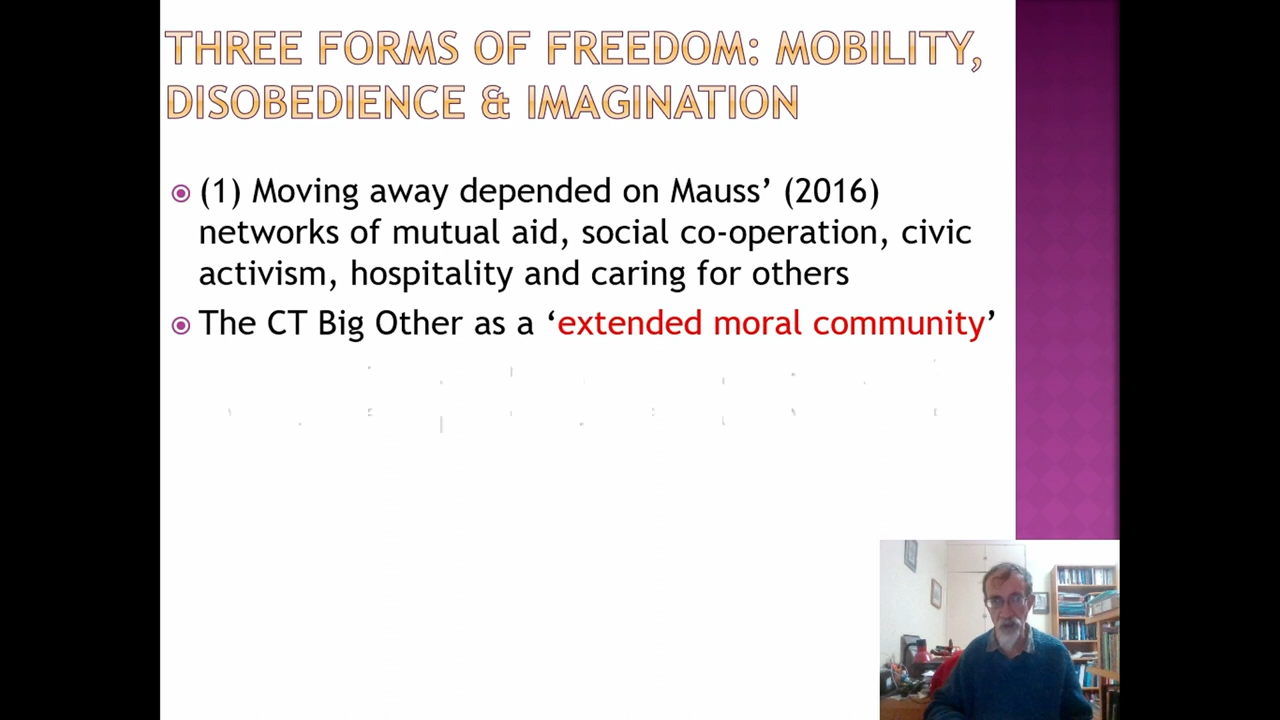 THREE FORMS OF FREEDOM: MOBILITY,
DISOBEDIENCE & IMAGINATION
(1) Moving away depended on Mauss’ (2016)
networks of mutual aid, social co-operation, civic
activism, hospitality and caring for others
The CT Big Other as a ‘extended moral community’